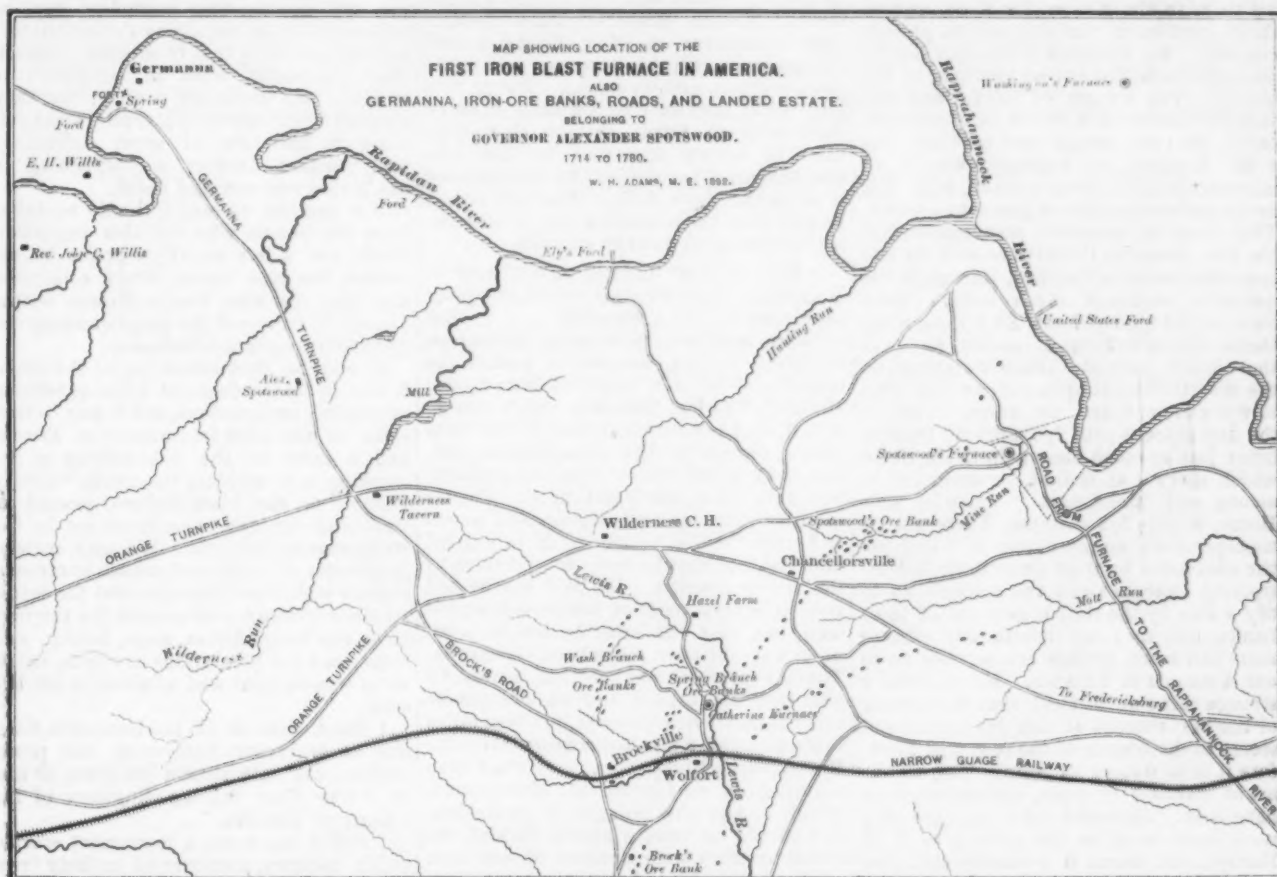 MAP SHOWING LOCATION OF THE
FIRST IRON BLAST FURNACE IN AMERICA.
ALSO
GERMANNA, IRON-ORE BANKS, ROADS, AND LANDED ESTATE.
BELONGING TO
GOVERNOR ALEXANDER SPOTSWOOD.
1714 TO 1780.
W. H. ADAMS, M. E. 1892.
Germanna
Spring
Ford
E. H. Willis
Rev. John C. Willis
GERMANNA
TURNPIKE
Rapidan
River
Ford
Ely's Ford
Rappahannock
River
Washington's Furnace
United States Ford
Hunting Run
Alex.
Spotswood
Mill
Spotswood's Furnace
ROAD FROM
FURNACE TO THE
RAPPAHANNOCK
RIVER
Wilderness
Tavern
ORANGE TURNPIKE
Wilderness C. H.
Spotswood's Ore Bank
Mine Run
Chancellorsville
Lewis R.
Hazel Farm
Mott Run
Wilderness Run
ORANGE TURNPIKE
BROCK'S ROAD
Wash Branch
Ore Banks
Spring Branch
Ore Banks
Catharine Furnace
To Fredericksburg
Brockville
Wolfort
Lewis R.
NARROW GUAGE RAILWAY
Brock's
Ore Bank